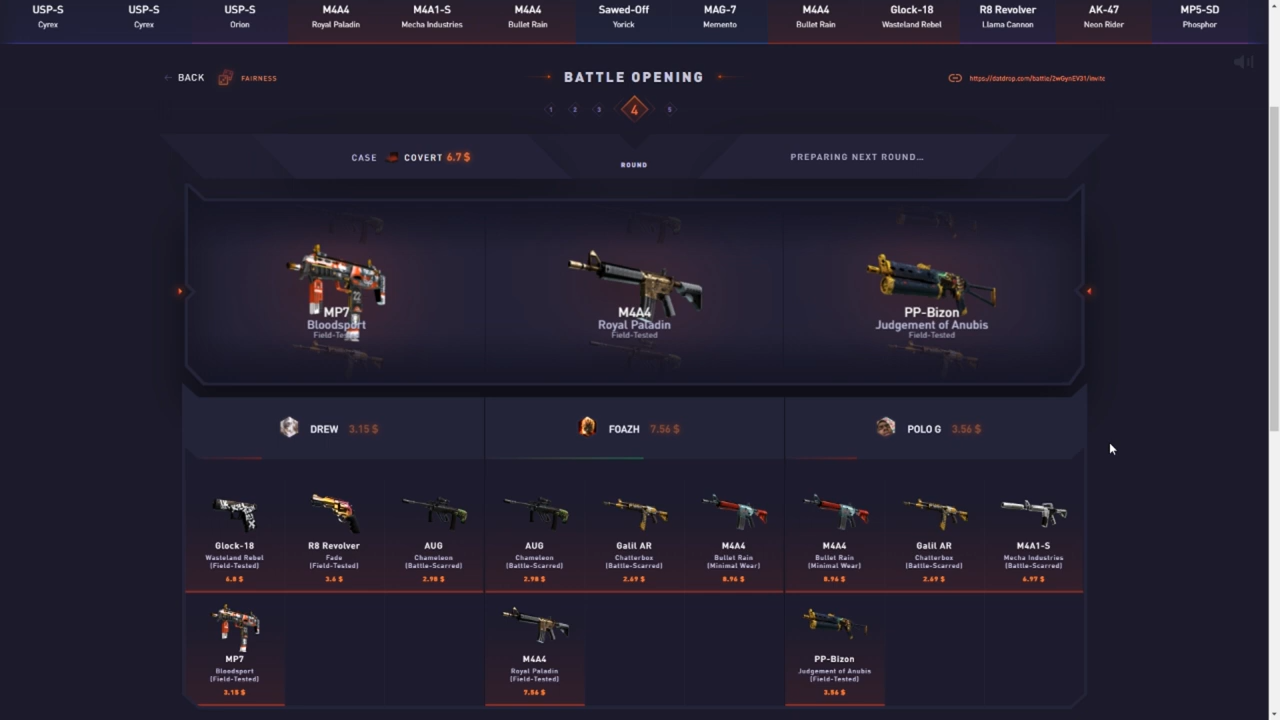 USP-S
Cyrex
USP-S
Cyrex
USP-S
Orion
M4A4
Royal Paladin
M4A1-S
Mecha Industries
M4A4
Bullet Rain
Sawed-Off
Yorick
MAG-7
Memento
M4A4
Bullet Rain
Glock-18
Wasteland Rebel
R8 Revolver
Llama Cannon
AK-47
Neon Rider
MP5-SD
Phosphor
← BACK
FAIRNESS
BATTLE OPENING
https://datdrop.com/battle/2wGynEV31/invite
1 2 3 4 5
CASE COVERT 6.7 $
ROUND
PREPARING NEXT ROUND...
MP7
Bloodsport
Field-Tested
M4A4
Royal Paladin
Field-Tested
PP-Bizon
Judgement of Anubis
Field-Tested
DREW 3.15 $
FOAZH 7.56 $
POLO G 3.56 $
Glock-18
Wasteland Rebel
(Field-Tested)
6.8 $
R8 Revolver
Fade
(Field-Tested)
3.6 $
AUG
Chameleon
(Battle-Scarred)
2.98 $
AUG
Chameleon
(Battle-Scarred)
2.98 $
Galil AR
Chatterbox
(Battle-Scarred)
2.69 $
M4A4
Bullet Rain
(Minimal Wear)
8.96 $
M4A4
Bullet Rain
(Minimal Wear)
8.96 $
Galil AR
Chatterbox
(Battle-Scarred)
2.69 $
M4A1-S
Mecha Industries
(Battle-Scarred)
6.97 $
MP7
Bloodsport
(Field-Tested)
3.15 $
M4A4
Royal Paladin
(Field-Tested)
7.56 $
PP-Bizon
Judgement of Anubis
(Field-Tested)
3.56 $